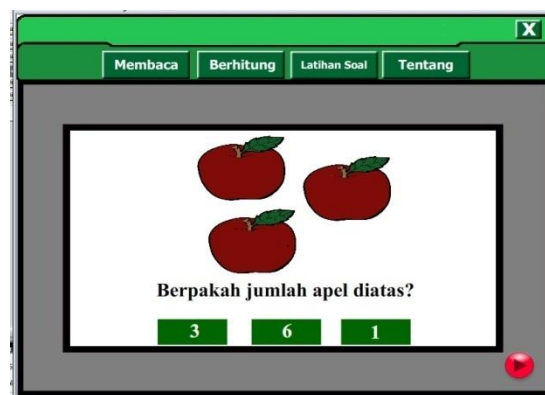 X
Membaca Berhitung Latihan Soal Tentang
Berpakah jumlah apel diatas?
3 6 1